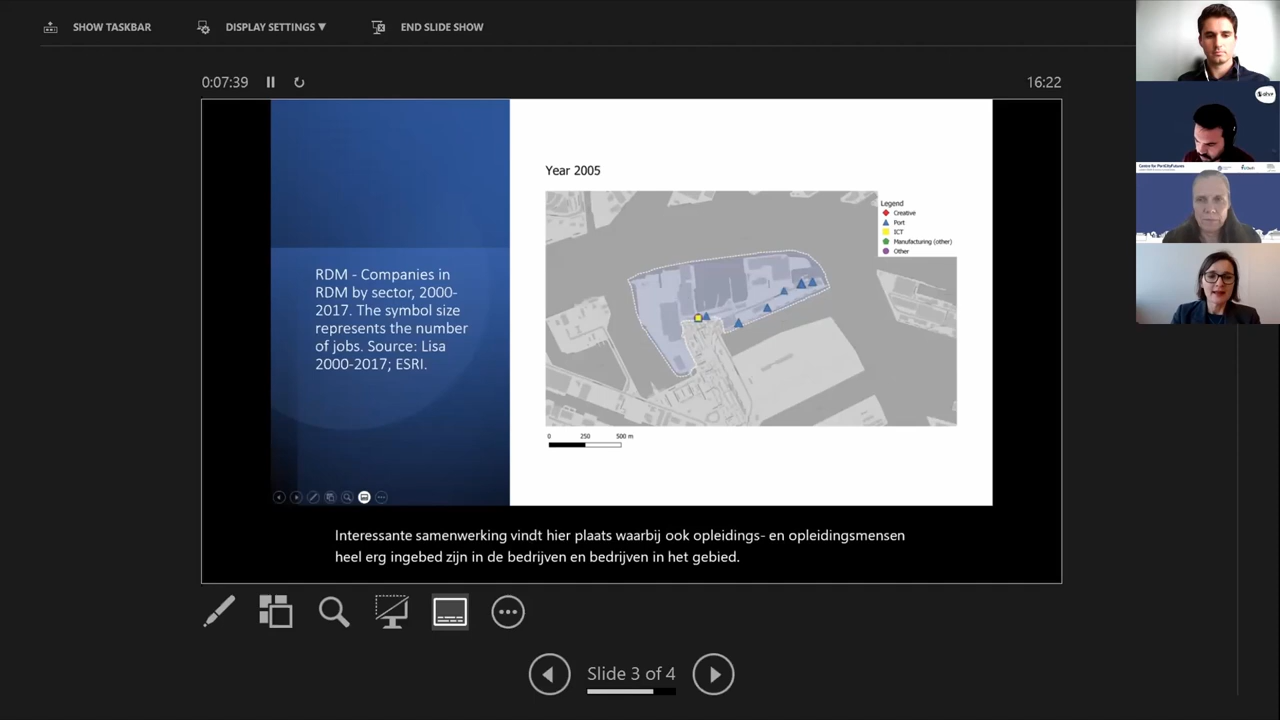 SHOW TASKBAR
DISPLAY SETTINGS ▼
END SLIDE SHOW
0:07:39
16:22
RDM - Companies in
RDM by sector, 2000-
2017. The symbol size
represents the number
of jobs. Source: Lisa
2000-2017; ESRI.
Year 2005
Legend
Creative
Port
ICT
Manufacturing (other)
Other
0 250 500 m
Interessante samenwerking vindt hier plaats waarbij ook opleidings- en opleidingsmensen
heel erg ingebed zijn in de bedrijven en bedrijven in het gebied.
Slide 3 of 4
Centre for PortCityFutures